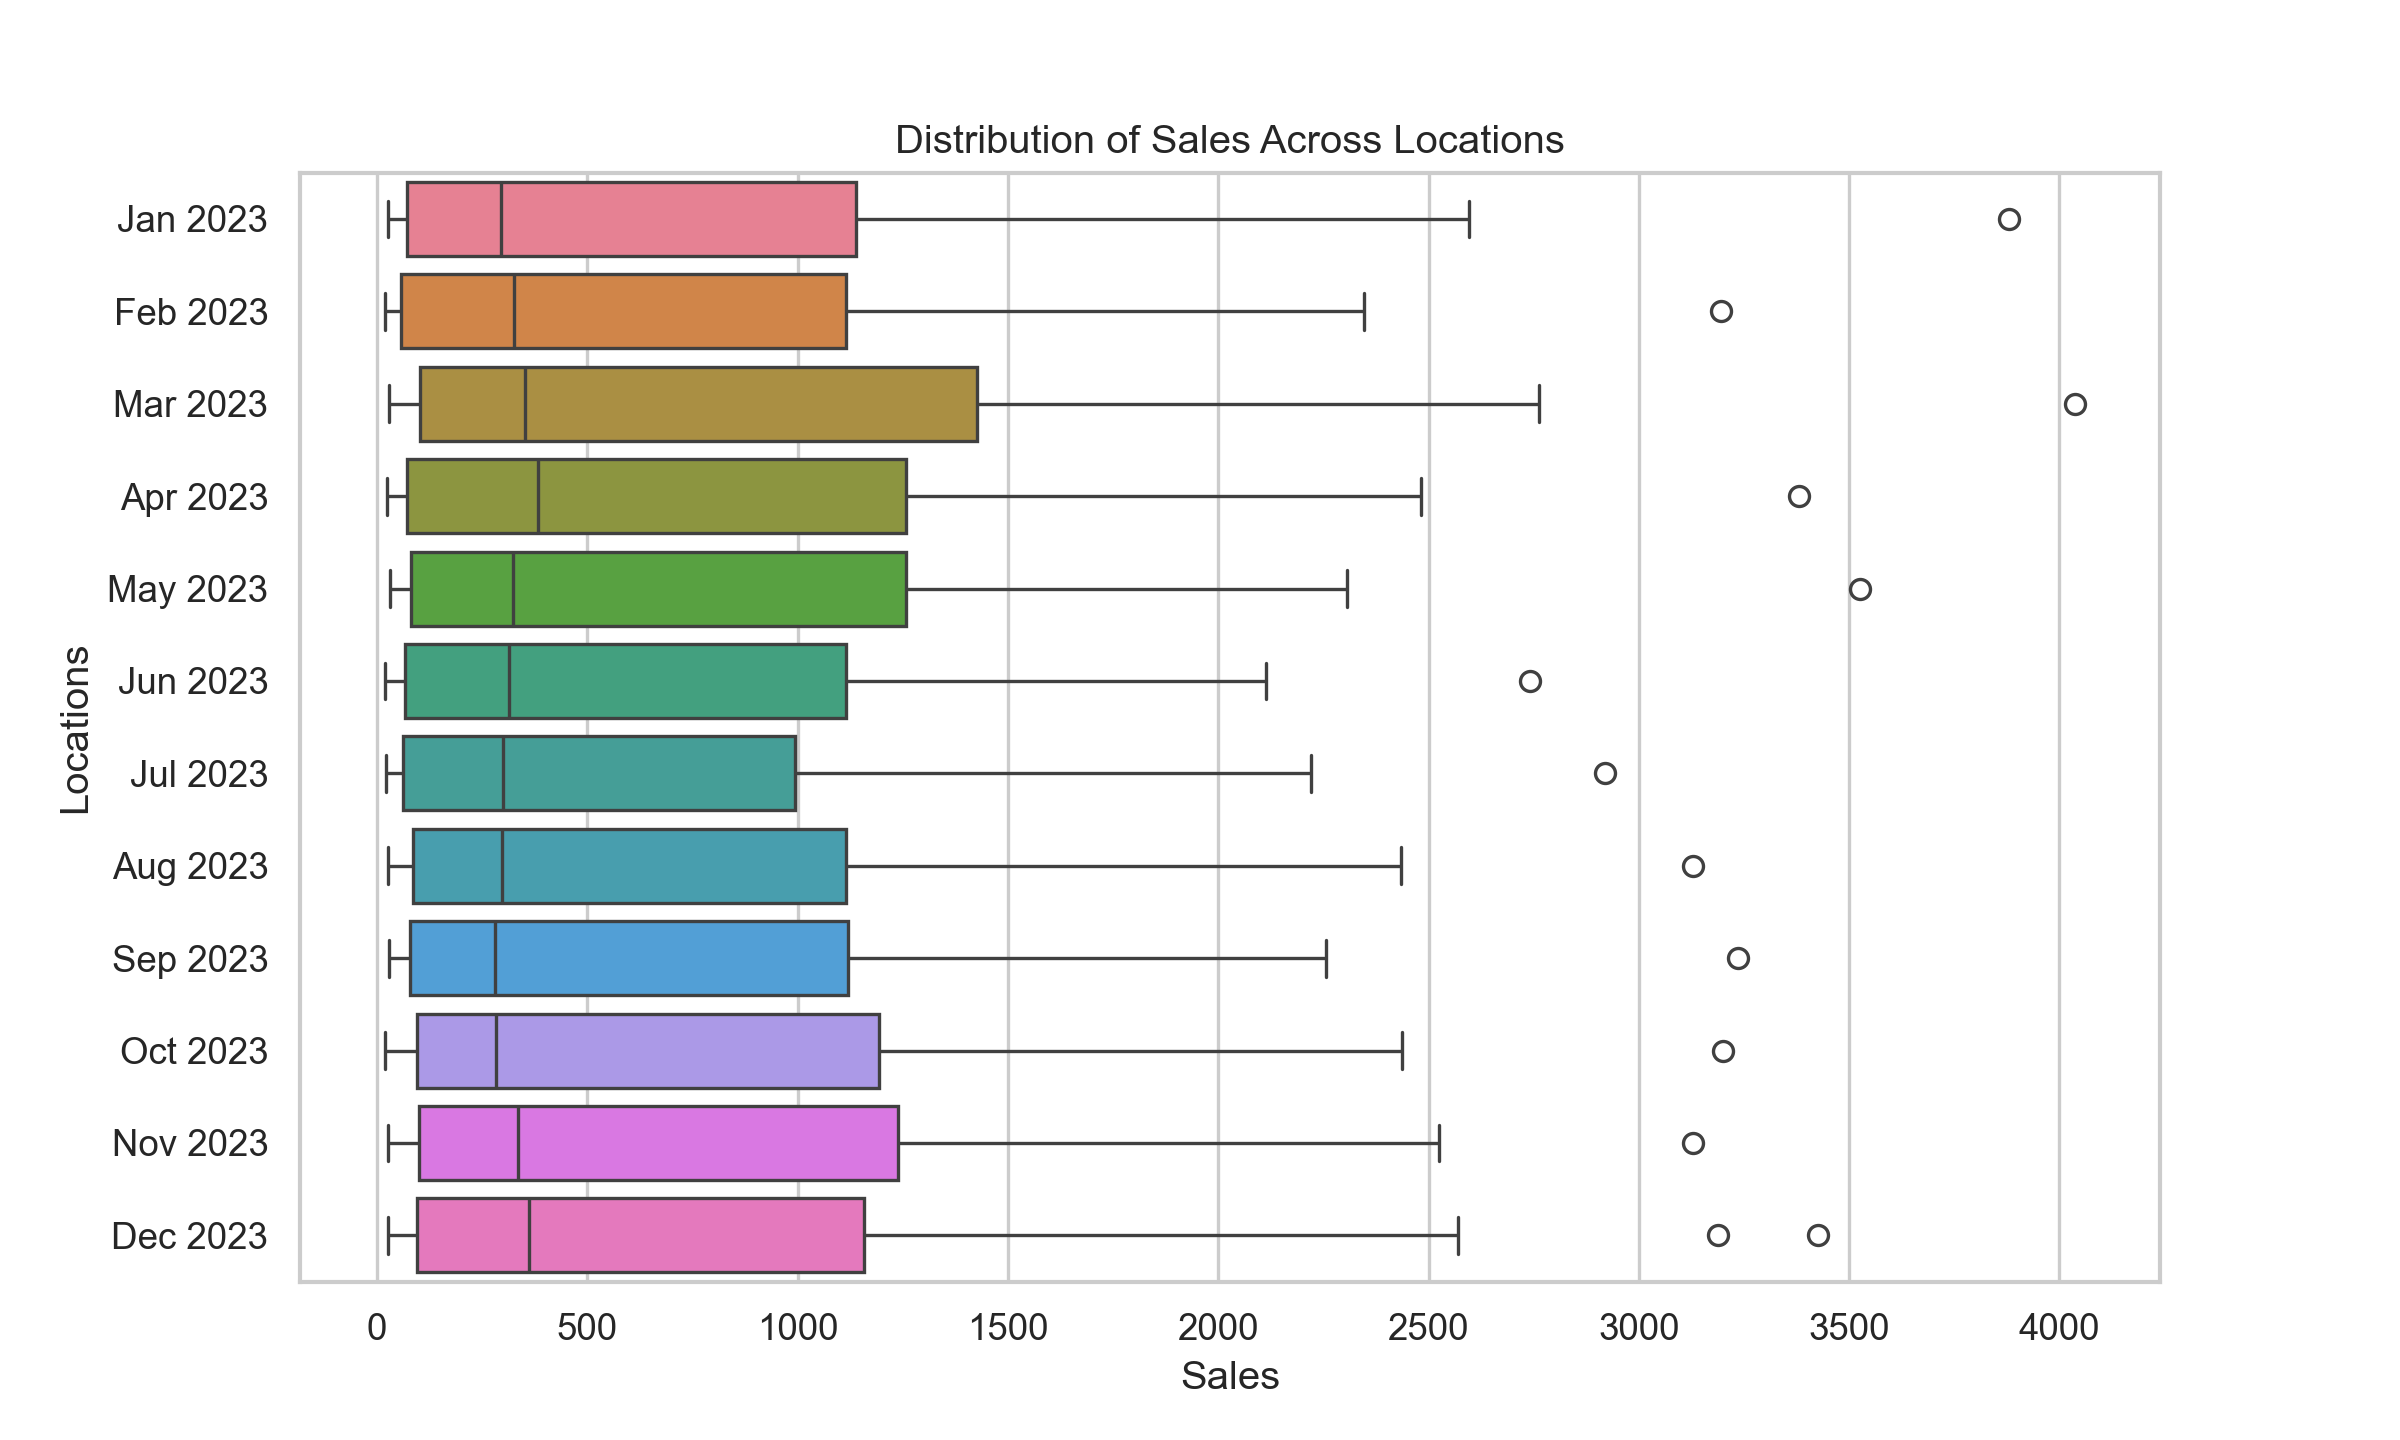 Distribution of Sales Across Locations
Jan 2023
Feb 2023
Mar 2023
Apr 2023
May 2023
Jun 2023
Jul 2023
Aug 2023
Sep 2023
Oct 2023
Nov 2023
Dec 2023
Locations
0 500 1000 1500 2000 2500 3000 3500 4000
Sales